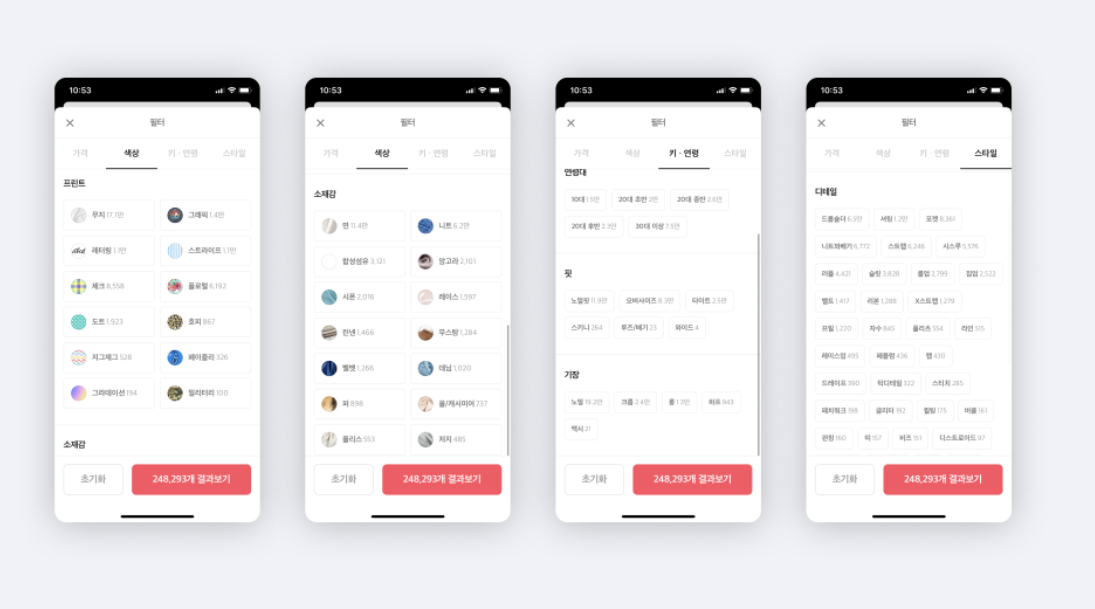 10:53
필터
가격 색상 키 · 연령 스타일
프린트
무지 17.1만 그래픽 1.4만
레터링 1.1만 스트라이프 1.1만
체크 8,558 플로럴 6,192
도트 1,923 호피 867
지그재그 528 페이즐리 326
그라데이션 194 밀리터리 100
소재감
초기화 248,293개 결과보기
10:53
필터
가격 색상 키 · 연령 스타일
소재감
면 11.4만 니트 6.2만
합성섬유 3,121 앙고라 2,101
시폰 2,016 레이스 1,597
린넨 1,466 무스탕 1,284
벨벳 1,266 데님 1,020
퍼 898 울/캐시미어 737
플리스 553 저지 485
초기화 248,293개 결과보기
10:53
필터
가격 색상 키 · 연령 스타일
연령대
10대 1.5만 20대 초반 2만 20대 중반 2.8만
20대 후반 2.3만 30대 이상 7.5만
핏
노멀핏 11.9만 오버사이즈 8.3만 타이트 2.5만
스키니 264 루즈/배기 23 와이드 4
기장
노멀 19.2만 크롭 2.4만 롱 1.3만 하프 943
맥시 21
초기화 248,293개 결과보기
10:53
필터
가격 색상 키 · 연령 스타일
디테일
드롭숄더 6.5만 셔링 1.2만 포켓 8,361
니트꽈배기 6,772 스트랩 6,246 시스루 5,576
러플 4,421 슬릿 3,828 롤업 2,799 집업 2,522
벨트 1,417 리본 1,288 X스트랩 1,279
프릴 1,220 자수 845 플리츠 554 라인 515
레이스업 495 페플럼 436 랩 430
드레이프 390 턱디테일 322 스티치 285
패치워크 198 글리터 192 퀼팅 175 버클 161
펀칭 160 퍼 157 비즈 151 디스트로이드 97
초기화 248,293개 결과보기